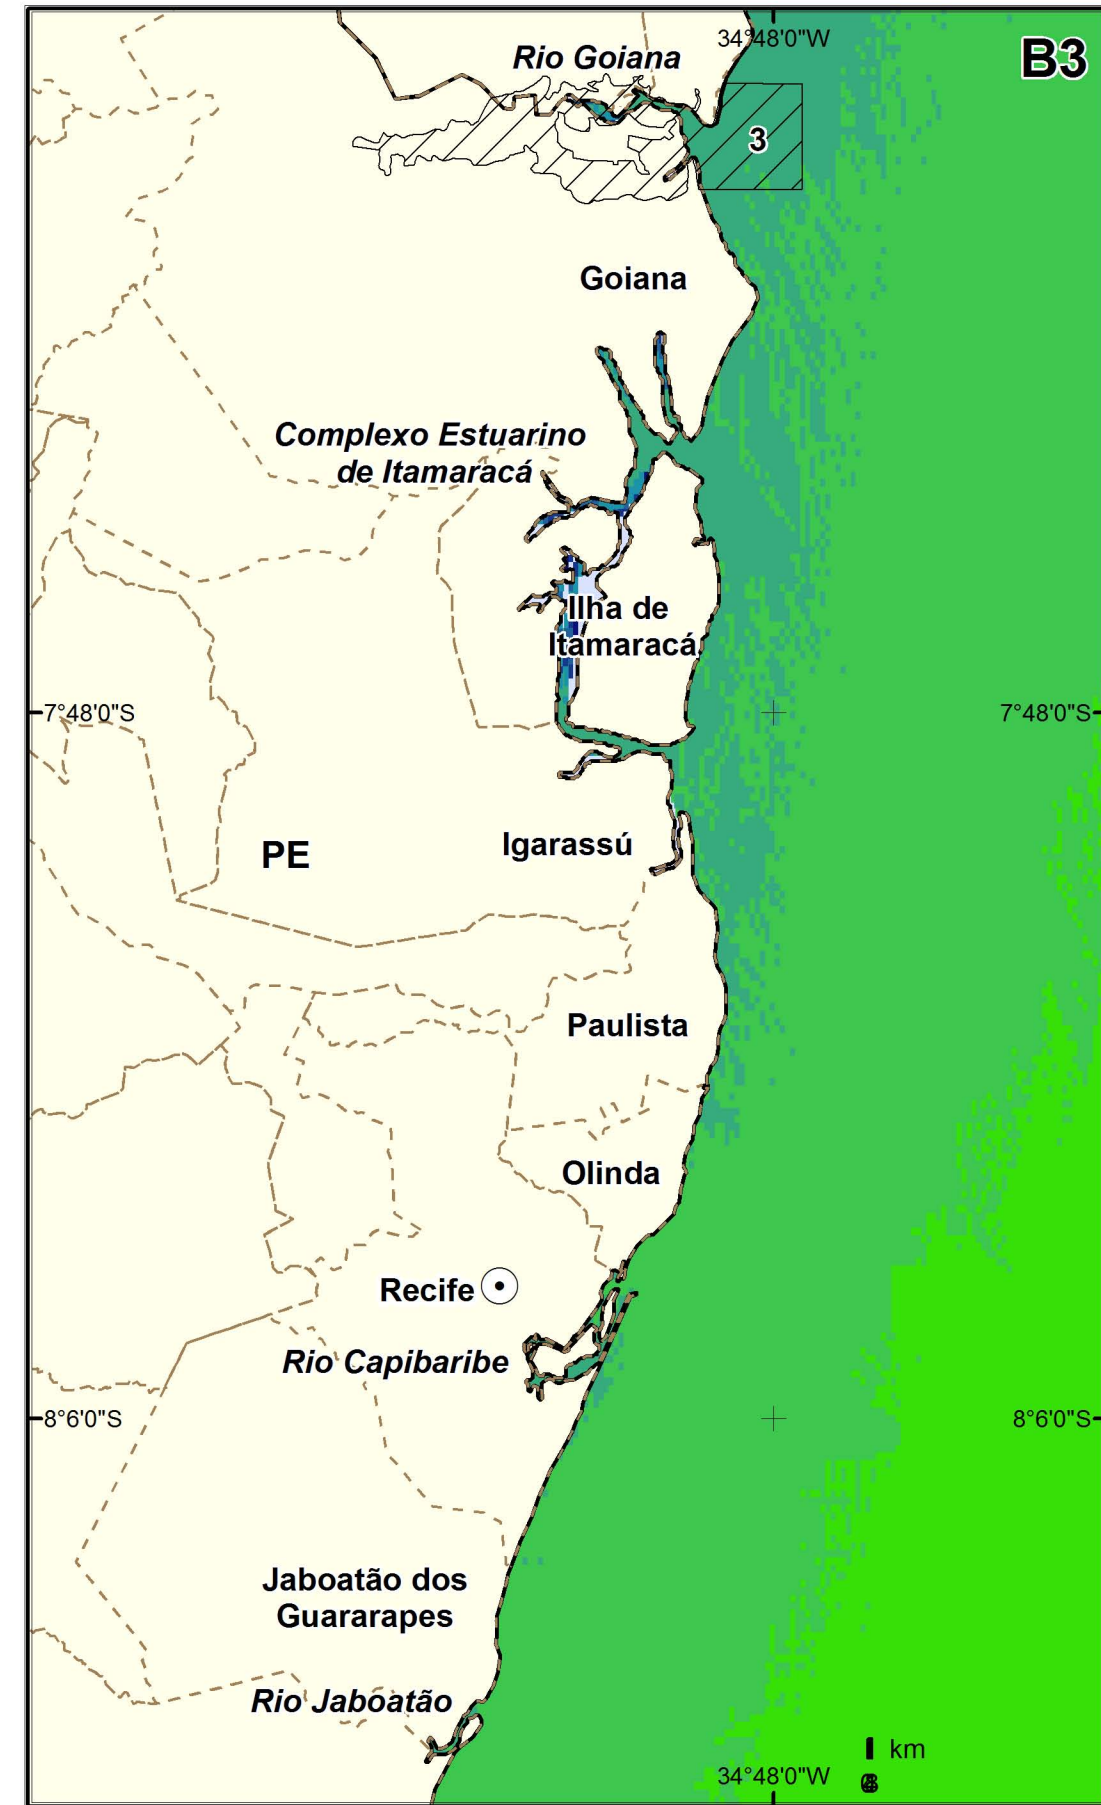 34°48'0"W
B3
Rio Goiana
3
Goiana
Complexo Estuarino
de Itamaracá
Ilha de
Itamaracá
7°48'0"S
7°48'0"S
PE
Igarassú
Paulista
Olinda
Recife
Rio Capibaribe
8°6'0"S
8°6'0"S
Jaboatão dos
Guararapes
Rio Jaboatão
km
34°48'0"W